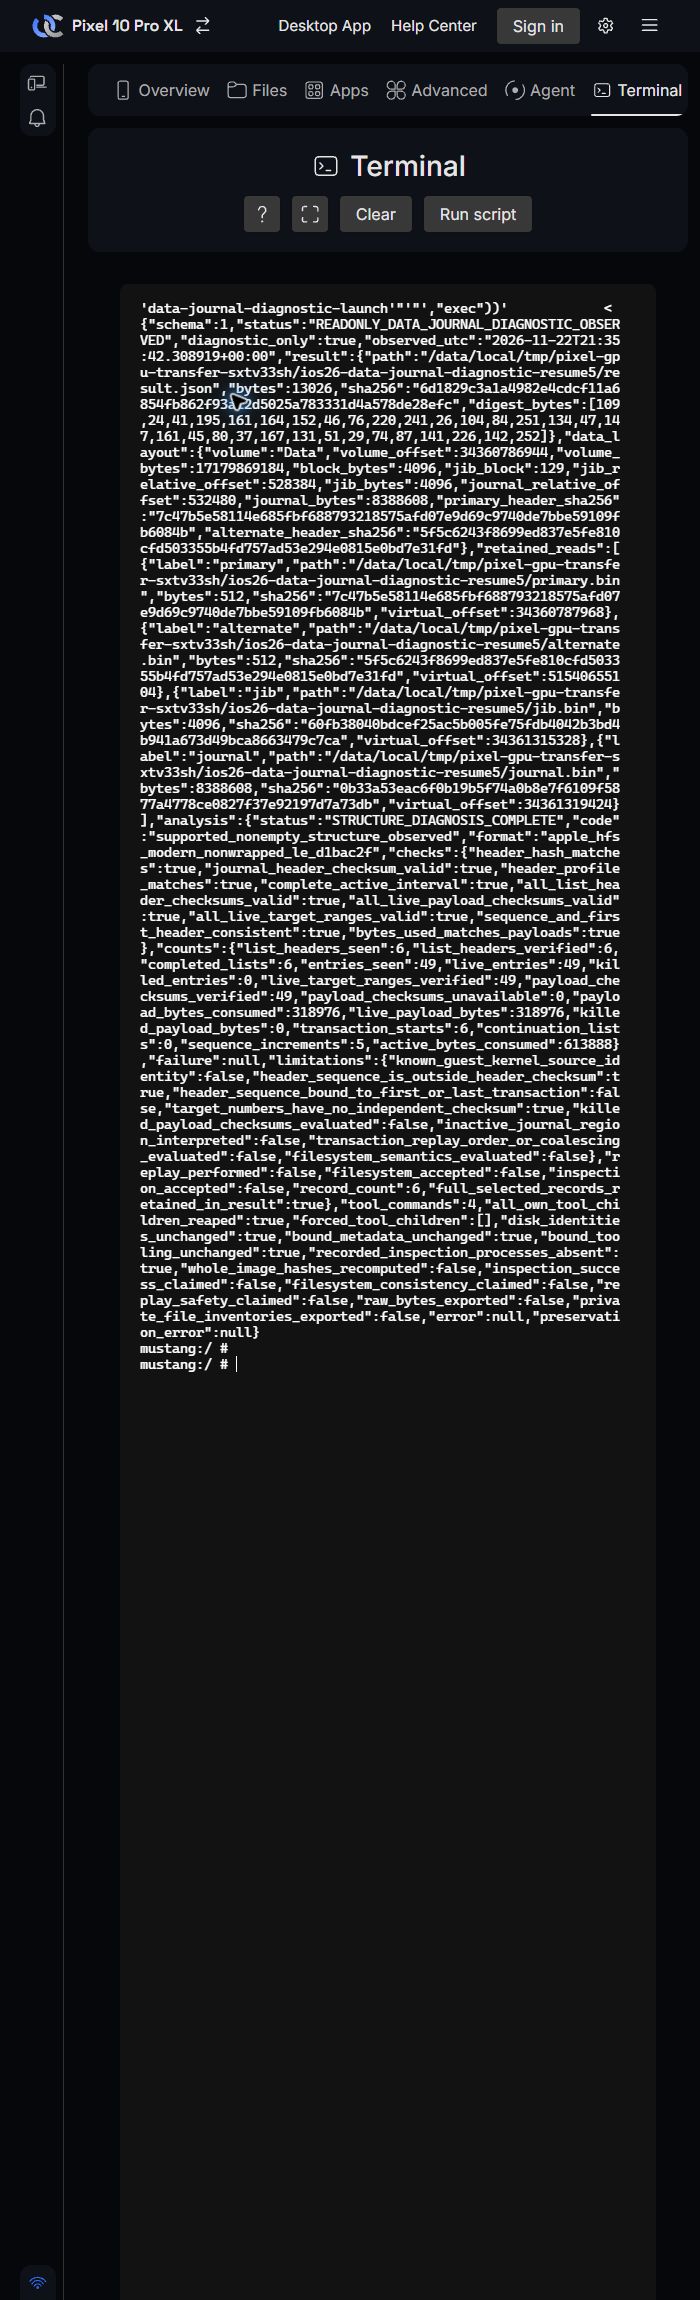 Pixel 10 Pro XL
Desktop App
Help Center
Sign in
Overview
Files
Apps
Advanced
Agent
Terminal
Terminal
?
Clear
Run script
'data-journal-diagnostic-launch'"'"',"exec"))' <
{"schema":1,"status":"READONLY_DATA_JOURNAL_DIAGNOSTIC_OBSER
VED","diagnostic_only":true,"observed_utc":"2026-11-22T21:35
:42.308919+00:00","result":{"path":"/data/local/tmp/pixel-gp
u-transfer-sxtv33sh/ios26-data-journal-diagnostic-resume5/re
sult.json","bytes":13026,"sha256":"6d1829c3a1a4982e4cdcf11a6
,"digest_bytes":[109
,24,41,195,161,164,152,46,76,220,241,26,104,84,251,134,47,14
7,161,45,80,37,167,131,51,29,74,87,141,226,142,252]},"data_l
ayout":{"volume":"Data","volume_offset":34360786944,"volume_
bytes":17179869184,"block_bytes":4096,"jib_block":129,"jib_r
elative_offset":528384,"jib_bytes":4096,"journal_relative_of
fset":532480,"journal_bytes":8388608,"primary_header_sha256"
:"7c47b5e58114e685fbf688793218575afd07e9d69c9740de7bbe59109f
b6084b","alternate_header_sha256":"5f5c6243f8699ed837e5fe810
cfd503355b4fd757ad53e294e0815e0bd7e31fd"},"retained_reads":[
{"label":"primary","path":"/data/local/tmp/pixel-gpu-transfe
r-sxtv33sh/ios26-data-journal-diagnostic-resume5/primary.bin
","bytes":512,"sha256":"7c47b5e58114e685fbf688793218575afd07
e9d69c9740de7bbe59109fb6084b","virtual_offset":34360787968},
{"label":"alternate","path":"/data/local/tmp/pixel-gpu-trans
fer-sxtv33sh/ios26-data-journal-diagnostic-resume5/alternate
.bin","bytes":512,"sha256":"5f5c6243f8699ed837e5fe810cfd5033
55b4fd757ad53e294e0815e0bd7e31fd","virtual_offset":515406551
04},{"label":"jib","path":"/data/local/tmp/pixel-gpu-transfe
r-sxtv33sh/ios26-data-journal-diagnostic-resume5/jib.bin","b
ytes":4096,"sha256":"60fb38040bdcef25ac5b005fe75fdb4042b3bd4
b941a673d49bca8663479c7ca","virtual_offset":34361315328},{"l
abel":"journal","path":"/data/local/tmp/pixel-gpu-transfer-s
xtv33sh/ios26-data-journal-diagnostic-resume5/journal.bin","
bytes":8388608,"sha256":"0b33a53eac6f0b19b5f74a0b8e7f6109f58
77a4778ce0827f37e92197d7a73db","virtual_offset":34361319424}
],"analysis":{"status":"STRUCTURE_DIAGNOSIS_COMPLETE","code"
:"supported_nonempty_structure_observed","format":"apple_hfs
_modern_nonwrapped_le_d1bac2f","checks":{"header_hash_matche
s":true,"journal_header_checksum_valid":true,"header_profile
_matches":true,"complete_active_interval":true,"all_list_hea
der_checksums_valid":true,"all_live_payload_checksums_valid"
:true,"all_live_target_ranges_valid":true,"sequence_and_firs
t_header_consistent":true,"bytes_used_matches_payloads":true
},"counts":{"list_headers_seen":6,"list_headers_verified":6,
"completed_lists":6,"entries_seen":49,"live_entries":49,"kil
led_entries":0,"live_target_ranges_verified":49,"payload_che
cksums_verified":49,"payload_checksums_unavailable":0,"paylo
ad_bytes_consumed":318976,"live_payload_bytes":318976,"kille
d_payload_bytes":0,"transaction_starts":6,"continuation_list
s":0,"sequence_increments":5,"active_bytes_consumed":613888}
,"failure":null,"limitations":{"known_guest_kernel_source_id
entity":false,"header_sequence_is_outside_header_checksum":t
rue,"header_sequence_bound_to_first_or_last_transaction":fal
se,"target_numbers_have_no_independent_checksum":true,"kille
d_payload_checksums_evaluated":false,"inactive_journal_regio
n_interpreted":false,"transaction_replay_order_or_coalescing
_evaluated":false,"filesystem_semantics_evaluated":false},"r
eplay_performed":false,"filesystem_accepted":false,"inspecti
on_accepted":false,"record_count":6,"full_selected_records_r
etained_in_result":true},"tool_commands":4,"all_own_tool_chi
ldren_reaped":true,"forced_tool_children":[],"disk_identitie
s_unchanged":true,"bound_metadata_unchanged":true,"bound_too
ling_unchanged":true,"recorded_inspection_processes_absent":
true,"whole_image_hashes_recomputed":false,"inspection_succe
ss_claimed":false,"filesystem_consistency_claimed":false,"re
play_safety_claimed":false,"raw_bytes_exported":false,"priva
te_file_inventories_exported":false,"error":null,"preservati
on_error":null}
mustang:/ #
mustang:/ #